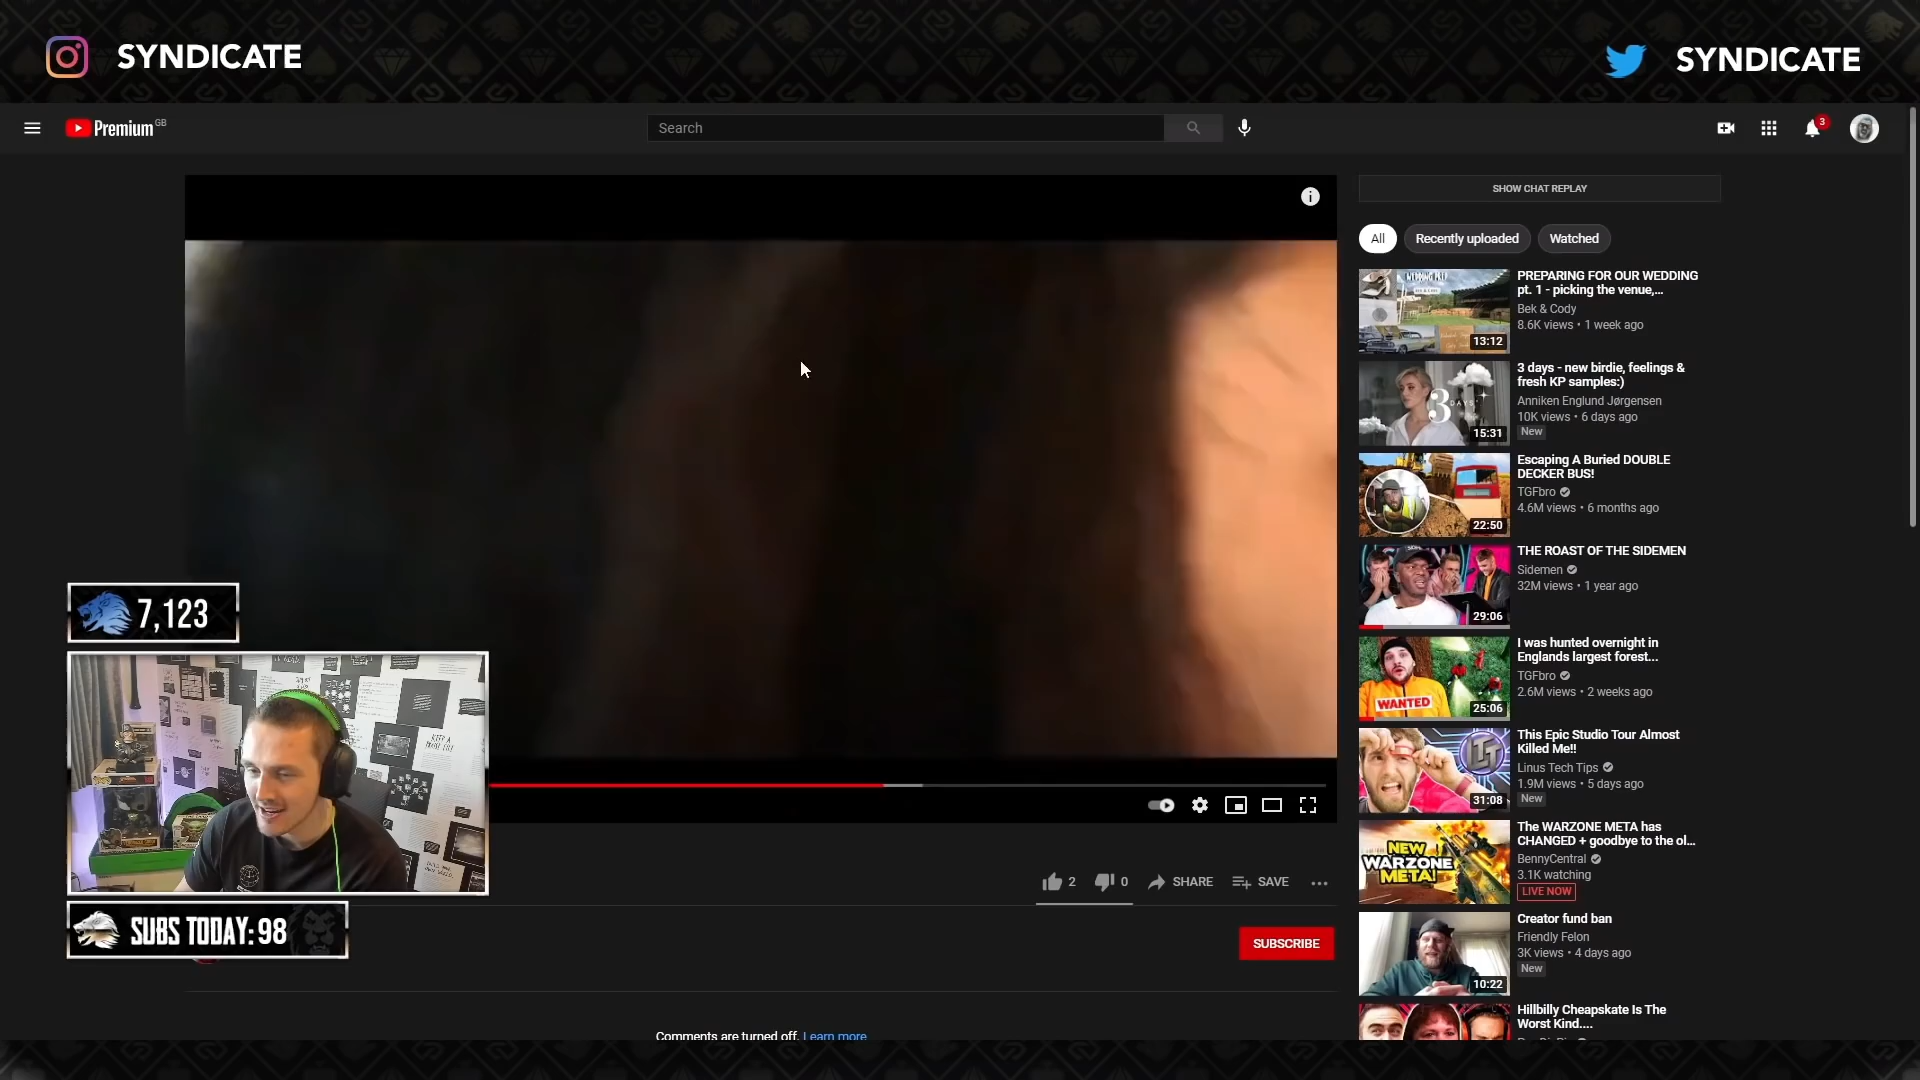 SYNDICATE
SYNDICATE
Premium GB
Search
3
SHOW CHAT REPLAY
All
Recently uploaded
Watched
PREPARING FOR OUR WEDDING
pt. 1 - picking the venue,...
Bek & Cody
8.6K views • 1 week ago
13:12
3 days - new birdie, feelings &
fresh KP samples:)
Anniken Englund Jørgensen
10K views • 6 days ago
New
3 DAYS
15:31
Escaping A Buried DOUBLE
DECKER BUS!
TGFbro
4.6M views • 6 months ago
22:50
THE ROAST OF THE SIDEMEN
Sidemen
32M views • 1 year ago
29:06
I was hunted overnight in
Englands largest forest...
TGFbro
2.6M views • 2 weeks ago
WANTED
25:06
This Epic Studio Tour Almost
Killed Me!!
Linus Tech Tips
1.9M views • 5 days ago
New
31:08
The WARZONE META has
CHANGED + goodbye to the ol...
BennyCentral
3.1K watching
LIVE NOW
NEW
WARZONE
META!
Creator fund ban
Friendly Felon
3K views • 4 days ago
New
10:22
Hillbilly Cheapskate Is The
Worst Kind....
7,123
SUBS TODAY: 98
2
0
SHARE
SAVE
SUBSCRIBE
Comments are turned off. Learn more